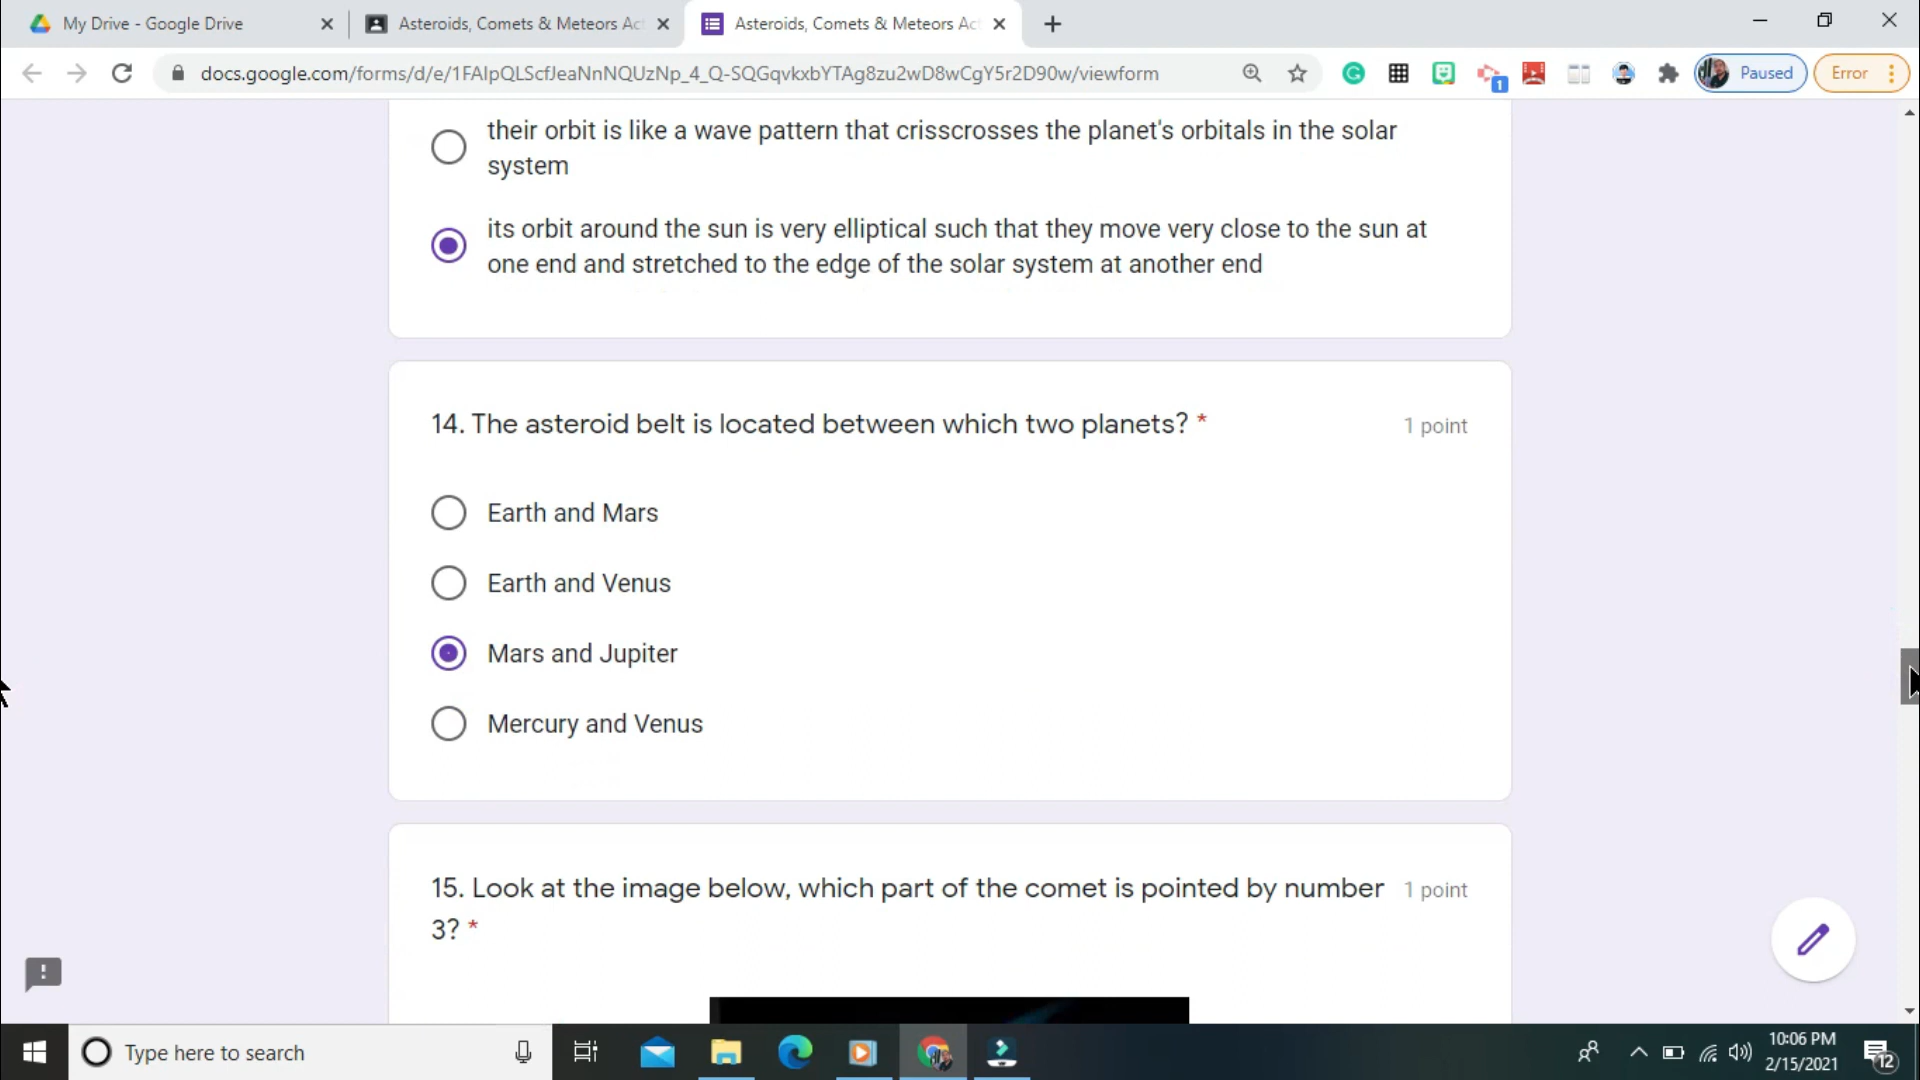 My Drive - Google Drive
Asteroids, Comets & Meteors Ac
Asteroids, Comets & Meteors Ac
docs.google.com/forms/d/e/1FAIpQLScfJeaNnNQUzNp_4_Q-SQGqvkxbYTAg8zu2wD8wCgY5r2D90w/viewform
1
Paused
Error
their orbit is like a wave pattern that crisscrosses the planet's orbitals in the solar
system
its orbit around the sun is very elliptical such that they move very close to the sun at
one end and stretched to the edge of the solar system at another end
14. The asteroid belt is located between which two planets? *
1 point
Earth and Mars
Earth and Venus
Mars and Jupiter
Mercury and Venus
15. Look at the image below, which part of the comet is pointed by number
1 point
3? *
Type here to search
10:06 PM
2/15/2021
12